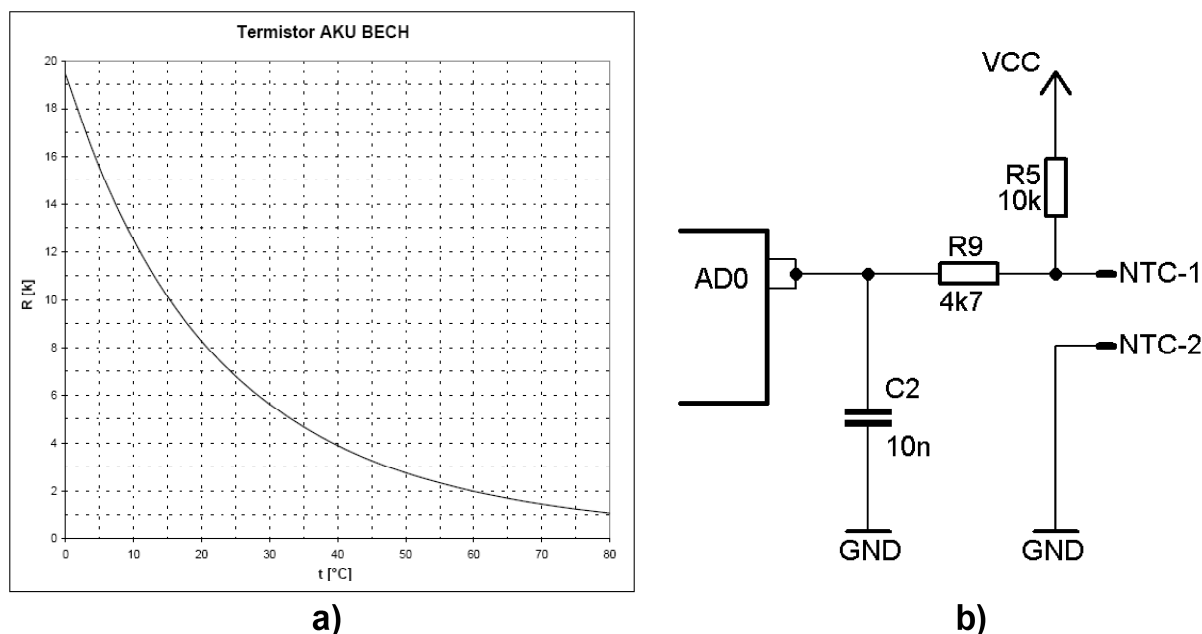 Termistor AKU BECH
20
18
16
14
12
10
8
6
4
2
0
R [k]
0 10 20 30 40 50 60 70 80
t [°C]
a)
VCC
R5
10k
AD0
R9
4k7
NTC-1
NTC-2
C2
10n
GND GND
b)